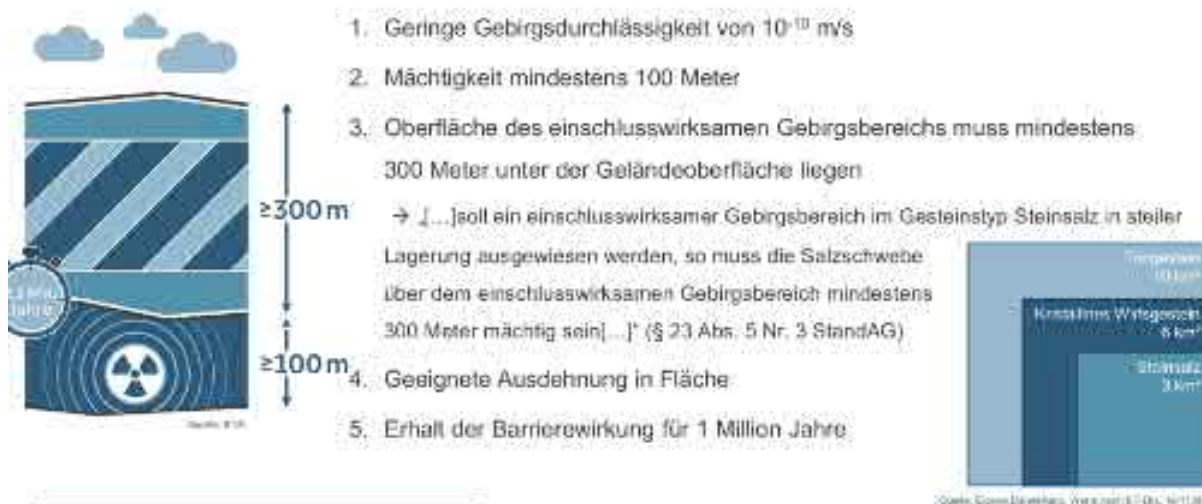 1. Geringe Gebirgsdurchlässigkeit von 10⁻¹⁰ m/s
2. Mächtigkeit mindestens 100 Meter
3. Oberfläche des einschlusswirksamen Gebirgsbereichs muss mindestens
300 Meter unter der Geländeoberfläche liegen
→ „[…]soll ein einschlusswirksamer Gebirgsbereich im Gesteinstyp Steinsalz in steiler
Lagerung ausgewiesen werden, so muss die Salzschwebe
über dem einschlusswirksamen Gebirgsbereich mindestens
300 Meter mächtig sein[…]“ (§ 23 Abs. 5 Nr. 3 StandAG)
4. Geeignete Ausdehnung in Fläche
5. Erhalt der Barrierewirkung für 1 Million Jahre
≥300m
≥100m
Jahre
Tongestein
10 km²
Kristallines Wirtsgestein
6 km²
Steinsalz
3 km²